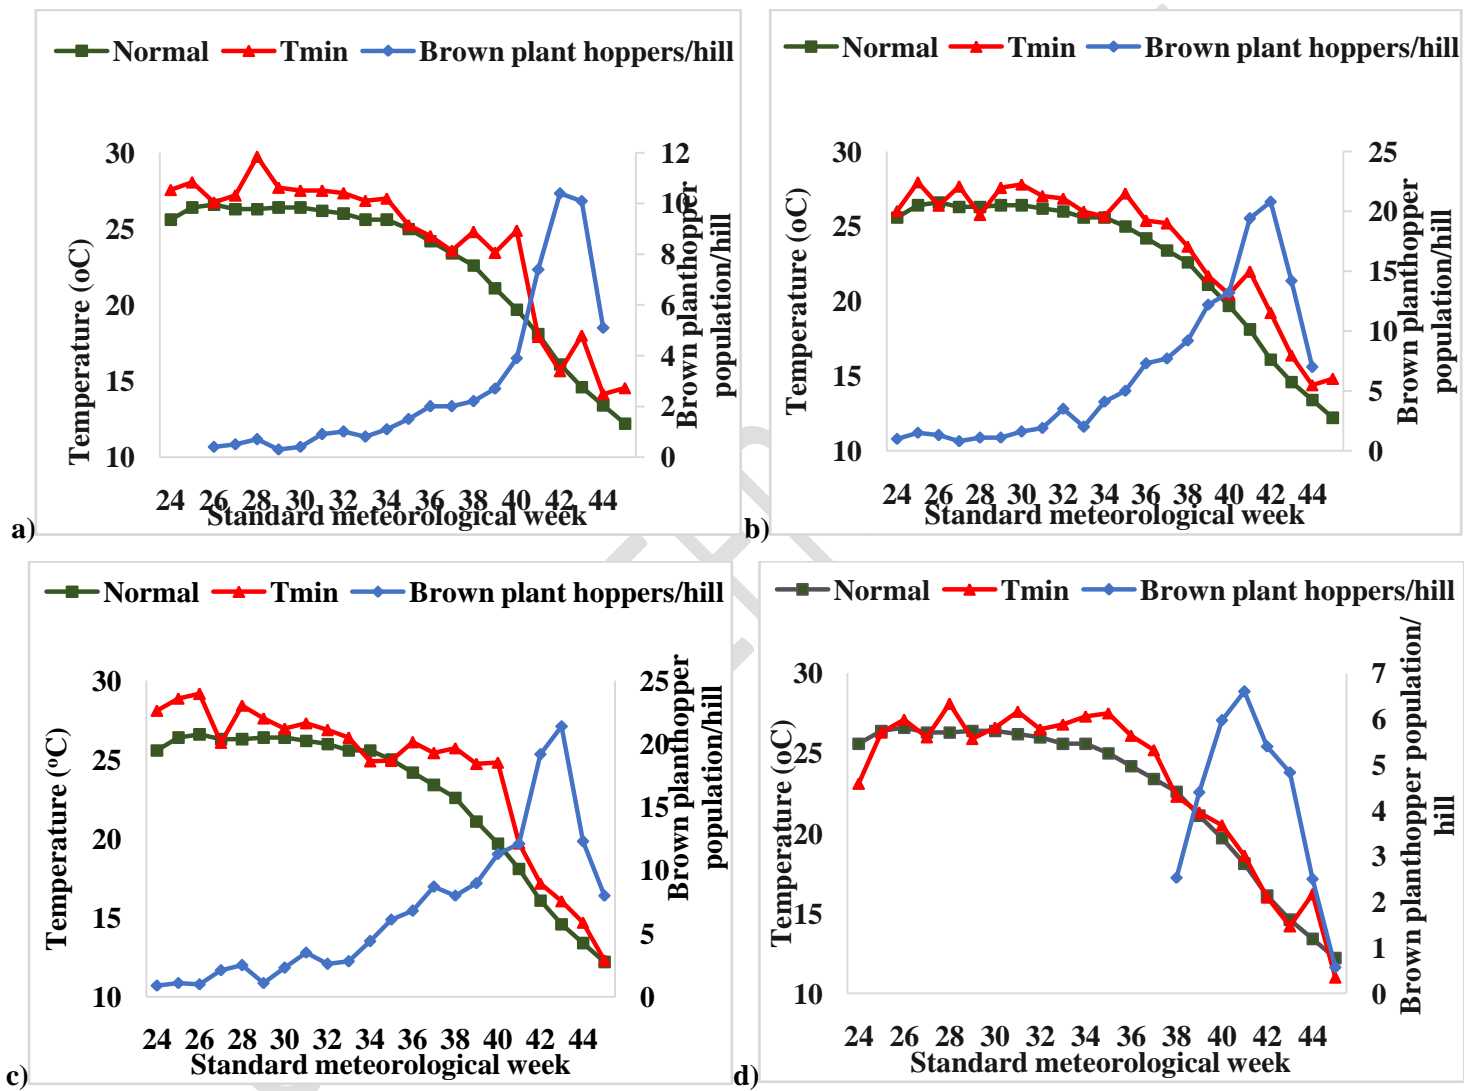 Normal Tmin Brown plant hoppers/hill
30
25
20
15
10
12
10
8
6
4
2
0
Temperature (oC)
Brown planthopper
population/hill
24 26 28 30 32 34 36 38 40 42 44
Standard meteorological week
a)
Normal Tmin Brown plant hoppers/hill
30
25
20
15
10
25
20
15
10
5
0
Temperature (oC)
Brown planthopper
population/hill
24 26 28 30 32 34 36 38 40 42 44
Standard meteorological week
b)
Normal Tmin Brown plant hoppers/hill
30
25
20
15
10
25
20
15
10
5
0
Temperature (°C)
Brown planthopper
population/hill
24 26 28 30 32 34 36 38 40 42 44
Standard meteorological week
c)
Normal Tmin Brown plant hoppers/hill
30
25
20
15
10
7
6
5
4
3
2
1
0
Temperature (oC)
Brown planthopper population/
hill
24 26 28 30 32 34 36 38 40 42 44
Standard meteorological week
d)